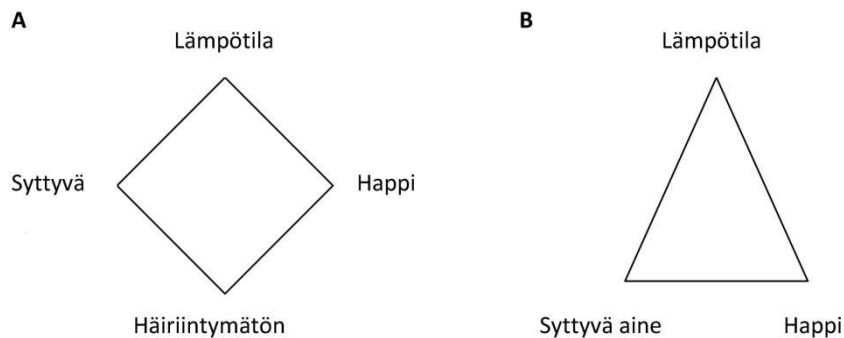 A
Lämpötila
Syttyvä
Happi
Häiriintymätön
B
Lämpötila
Syttyvä aine
Happi